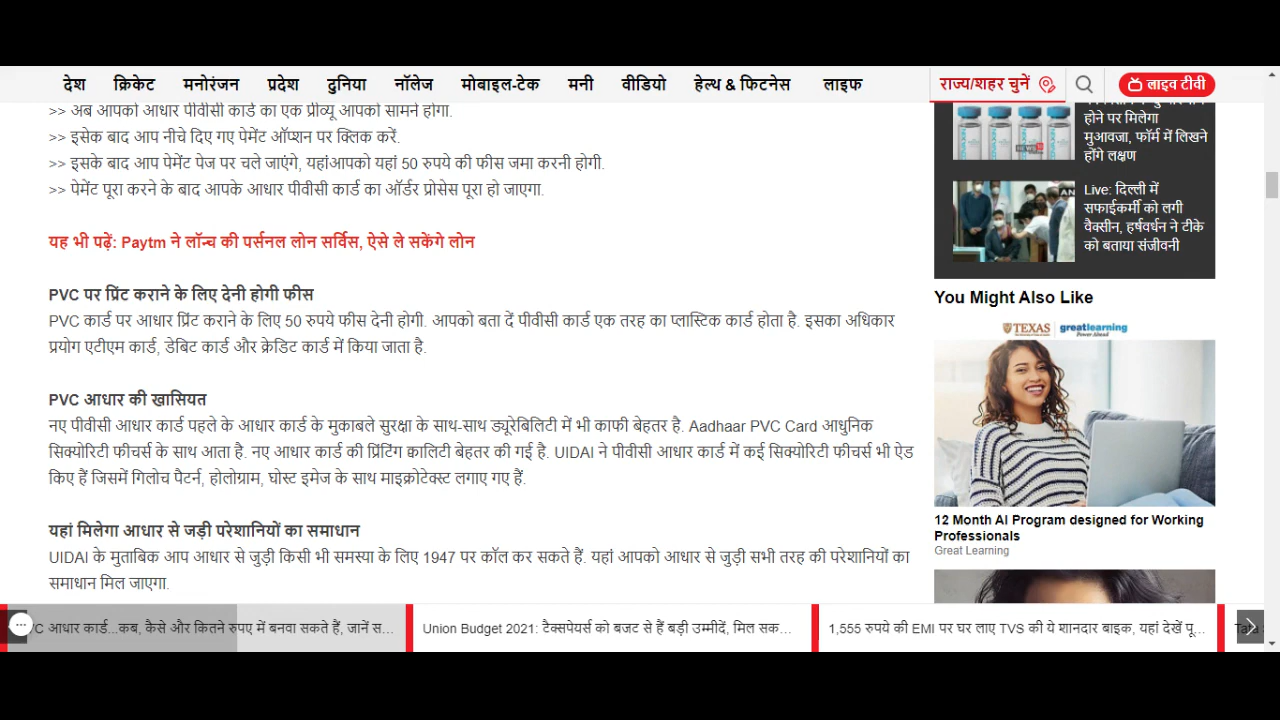 देश क्रिकेट मनोरंजन प्रदेश दुनिया नॉलेज मोबाइल-टेक मनी वीडियो हेल्थ & फिटनेस लाइफ राज्य/शहर चुनें लाइव टीवी
>> अब आपको आधार पीवीसी कार्ड का एक प्रीव्यू आपको सामने होगा.
>> इसके बाद आप नीचे दिए गए पेमेंट ऑप्शन पर क्लिक करें.
>> इसके बाद आप पेमेंट पेज पर चले जाएंगे, यहांआपको यहां 50 रुपये की फीस जमा करनी होगी.
>> पेमेंट पूरा करने के बाद आपके आधार पीवीसी कार्ड का ऑर्डर प्रोसेस पूरा हो जाएगा.
यह भी पढ़ें: Paytm ने लॉन्च की पर्सनल लोन सर्विस, ऐसे ले सकेंगे लोन
PVC पर प्रिंट कराने के लिए देनी होगी फीस
PVC कार्ड पर आधार प्रिंट कराने के लिए 50 रुपये फीस देनी होगी. आपको बता दें पीवीसी कार्ड एक तरह का प्लास्टिक कार्ड होता है. इसका अधिकार
प्रयोग एटीएम कार्ड, डेबिट कार्ड और क्रेडिट कार्ड में किया जाता है.
PVC आधार की खासियत
नए पीवीसी आधार कार्ड पहले के आधार कार्ड के मुकाबले सुरक्षा के साथ-साथ ड्यूरेबिलिटी में भी काफी बेहतर है. Aadhaar PVC Card आधुनिक
सिक्योरिटी फीचर्स के साथ आता है. नए आधार कार्ड की प्रिंटिंग क्वालिटी बेहतर की गई है. UIDAI ने पीवीसी आधार कार्ड में कई सिक्योरिटी फीचर्स भी ऐड
किए हैं जिसमें गिलोच पैटर्न, होलोग्राम, घोस्ट इमेज के साथ माइक्रोटेक्स्ट लगाए गए हैं.
यहां मिलेगा आधार से जड़ी परेशानियों का समाधान
UIDAI के मुताबिक आप आधार से जुड़ी किसी भी समस्या के लिए 1947 पर कॉल कर सकते हैं. यहां आपको आधार से जुड़ी सभी तरह की परेशानियों का
समाधान मिल जाएगा.
होने पर मिलेगा
मुआवजा, फॉर्म में लिखने
होंगे लक्षण
Live: दिल्ली में
सफाईकर्मी को लगी
वैक्सीन, हर्षवर्धन ने टीके
को बताया संजीवनी
You Might Also Like
TEXAS greatlearning
Power Ahead
12 Month AI Program designed for Working
Professionals
Great Learning
आधार कार्ड...कब, कैसे और कितने रुपए में बनवा सकते हैं, जानें स... Union Budget 2021: टैक्सपेयर्स को बजट से हैं बड़ी उम्मीदें, मिल सक... 1,555 रुपये की EMI पर घर लाए TVS की ये शानदार बाइक, यहां देखें पू...